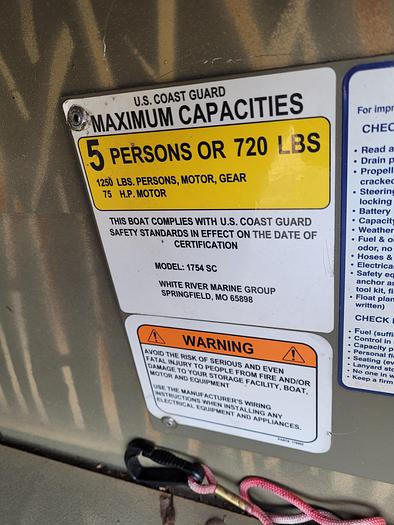 U.S. COAST GUARD
MAXIMUM CAPACITIES
5 PERSONS OR 720 LBS
1250 LBS. PERSONS, MOTOR, GEAR
75 H.P. MOTOR
THIS BOAT COMPLIES WITH U.S. COAST GUARD
SAFETY STANDARDS IN EFFECT ON THE DATE OF
CERTIFICATION
MODEL: 1754 SC
WHITE RIVER MARINE GROUP
SPRINGFIELD, MO 65898
WARNING
AVOID THE RISK OF SERIOUS AND EVEN
FATAL INJURY TO PEOPLE FROM FIRE AND/OR
DAMAGE TO YOUR STORAGE FACILITY, BOAT,
MOTOR AND EQUIPMENT
USE THE MANUFACTURER'S WIRING
INSTRUCTIONS WHEN INSTALLING ANY
ELECTRICAL EQUIPMENT AND APPLIANCES.
For impr
CHEC
• Read a
• Drain p
• Propell
cracked
• Steering
locking
• Battery
• Capacity
• Weather
• Fuel & o
odor, no
• Hoses &
• Electrica
• Safety eq
anchor a
tool kit, fi
• Float plan
written)
CHECK
• Fuel (suffi
• Control in
• Capacity p
• Personal fl
• Seating (ev
• Lanyard sto
• No one in w
• Keep a firm